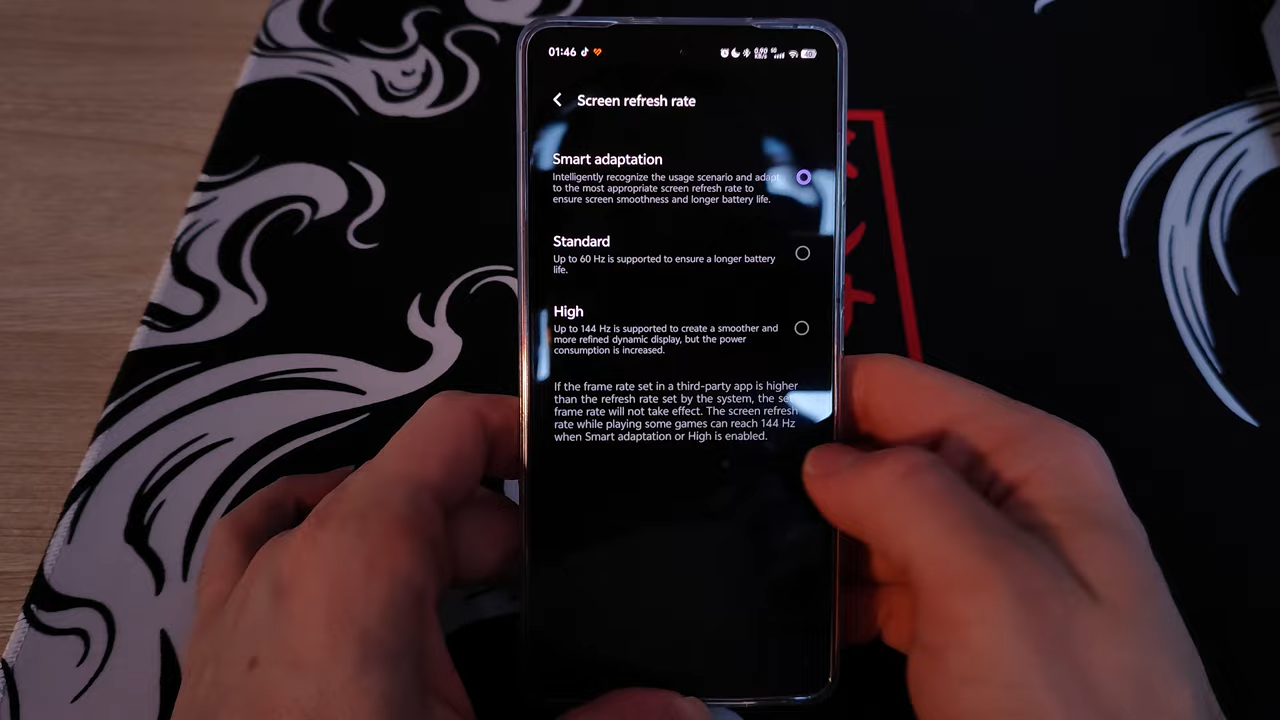 01:46
0.90
KB/s
5G
40
Screen refresh rate
Smart adaptation
Intelligently recognize the usage scenario and adapt
to the most appropriate screen refresh rate to
ensure screen smoothness and longer battery life.
Standard
Up to 60 Hz is supported to ensure a longer battery
life.
High
Up to 144 Hz is supported to create a smoother and
more refined dynamic display, but the power
consumption is increased.
If the frame rate set in a third-party app is higher
than the refresh rate set by the system, the set
frame rate will not take effect. The screen refresh
rate while playing some games can reach 144 Hz
when Smart adaptation or High is enabled.